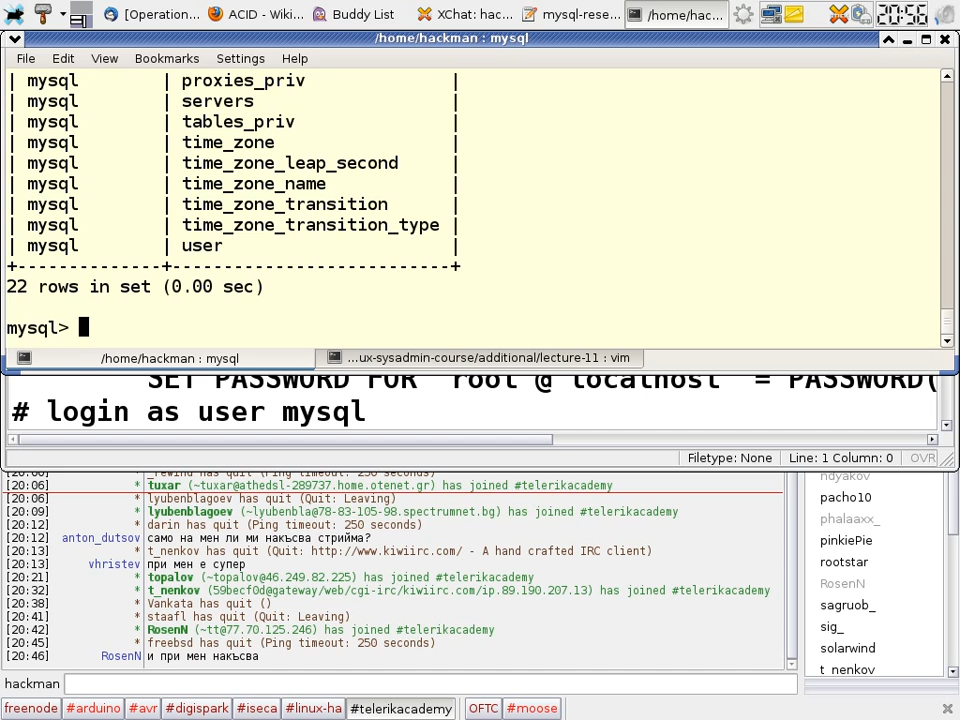 [Operation...
ACID - Wiki...
Buddy List
XChat: hac...
mysql-rese...
/home/hac...
20:56
/home/hackman : mysql
File Edit View Bookmarks Settings Help
| mysql | proxies_priv |
| mysql | servers |
| mysql | tables_priv |
| mysql | time_zone |
| mysql | time_zone_leap_second |
| mysql | time_zone_name |
| mysql | time_zone_transition |
| mysql | time_zone_transition_type |
| mysql | user |
+--------------+---------------------------+
22 rows in set (0.00 sec)
mysql>
/home/hackman : mysql
...ux-sysadmin-course/additional/lecture-11 : vim
SET PASSWORD FOR 'root'@'localhost' = PASSWORD(
# login as user mysql
Filetype: None Line: 1 Column: 0 OVR
[20:06] * _rewind has quit (Ping timeout: 250 seconds)
[20:06] * tuxar (~tuxar@athedsl-289737.home.otenet.gr) has joined #telerikacademy
[20:06] * lyubenblagoev has quit (Quit: Leaving)
[20:09] * lyubenblagoev (~lyubenbla@78-83-105-98.spectrumnet.bg) has joined #telerikacademy
[20:12] * darin has quit (Ping timeout: 250 seconds)
[20:12] anton_dutsov само на мен ли ми накъсва стрийма?
[20:13] * t_nenkov has quit (Quit: http://www.kiwiirc.com/ - A hand crafted IRC client)
[20:13] vhristev при мен е супер
[20:21] * topalov (~topalov@46.249.82.225) has joined #telerikacademy
[20:32] * t_nenkov (59becf0d@gateway/web/cgi-irc/kiwiirc.com/ip.89.190.207.13) has joined #telerikacademy
[20:38] * Vankata has quit ()
[20:41] * staafl has quit (Quit: Leaving)
[20:42] * RosenN (~tt@77.70.125.246) has joined #telerikacademy
[20:45] * freebsd has quit (Ping timeout: 250 seconds)
[20:46] RosenN и при мен накъсва
ndyakov
pacho10
phalaaxx_
pinkiePie
rootstar
RosenN
sagruob_
sig_
solarwind
t_nenkov
hackman
freenode #arduino #avr #digispark #iseca #linux-ha #telerikacademy OFTC #moose